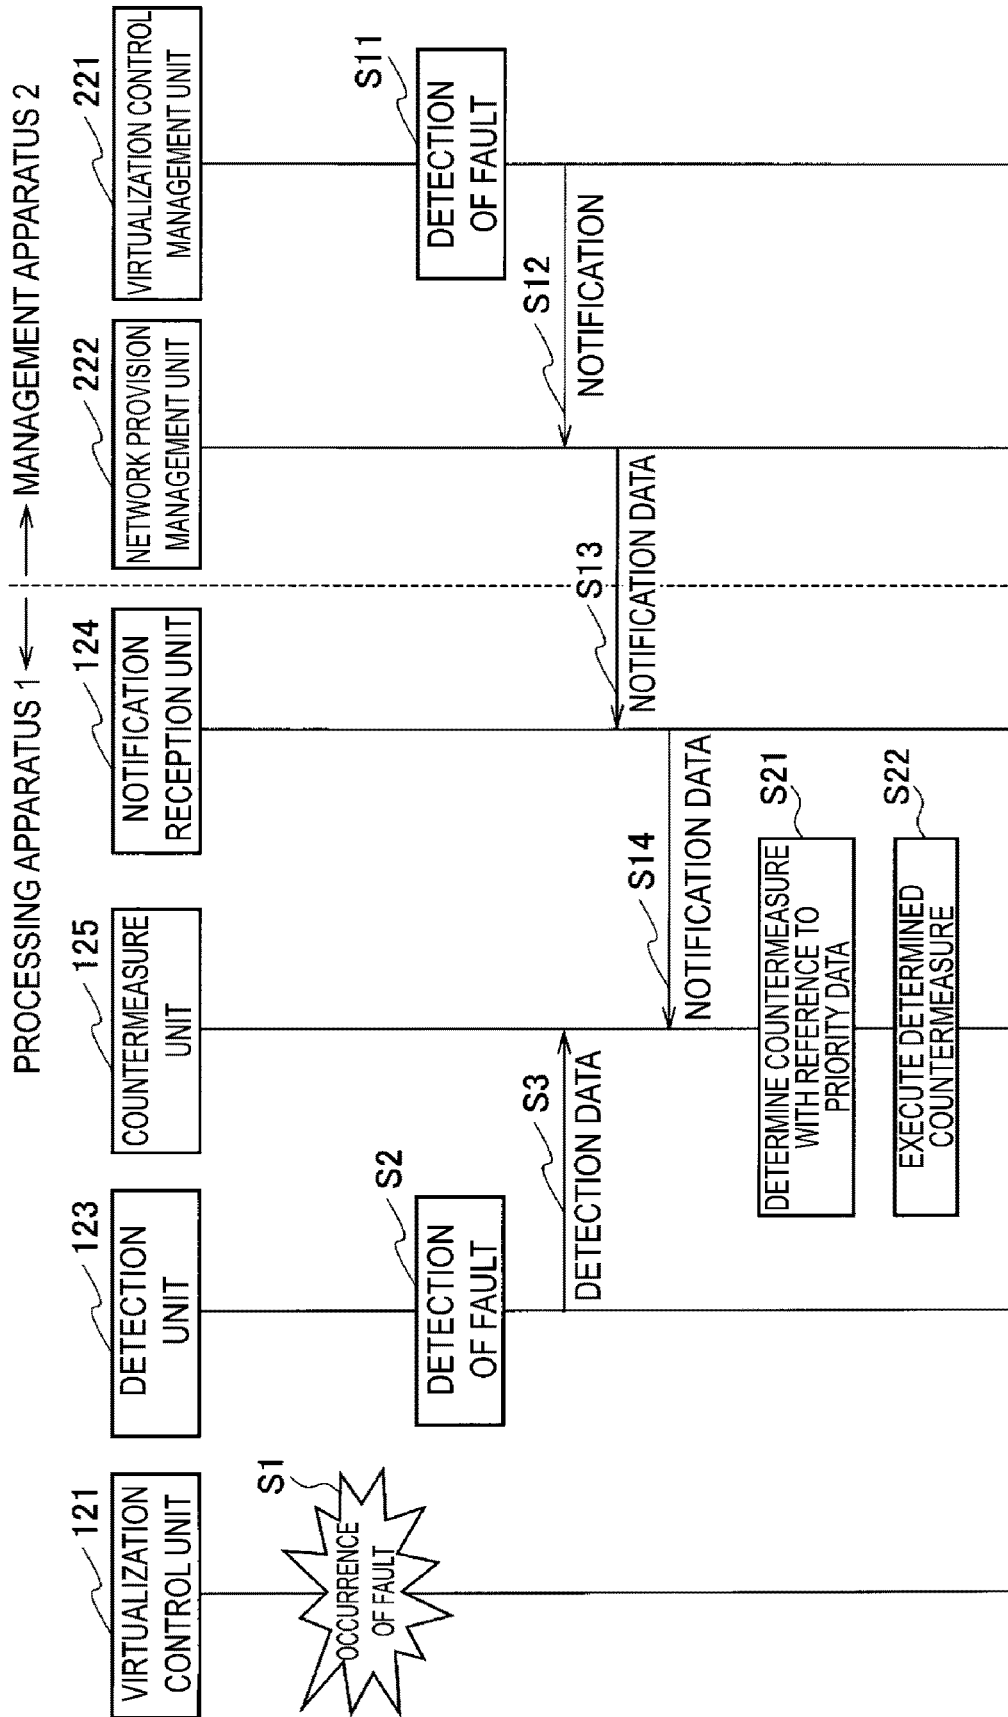 PROCESSING APPARATUS 1
MANAGEMENT APPARATUS 2
121
VIRTUALIZATION
CONTROL UNIT
123
DETECTION
UNIT
125
COUNTERMEASURE
UNIT
124
NOTIFICATION
RECEPTION UNIT
222
NETWORK PROVISION
MANAGEMENT UNIT
221
VIRTUALIZATION CONTROL
MANAGEMENT UNIT
S1
OCCURRENCE
OF FAULT
S2
DETECTION
OF FAULT
S11
DETECTION
OF FAULT
S3
DETECTION DATA
S12
NOTIFICATION
S13
NOTIFICATION DATA
S14
NOTIFICATION DATA
S21
DETERMINE COUNTERMEASURE
WITH REFERENCE TO
PRIORITY DATA
S22
EXECUTE DETERMINED
COUNTERMEASURE